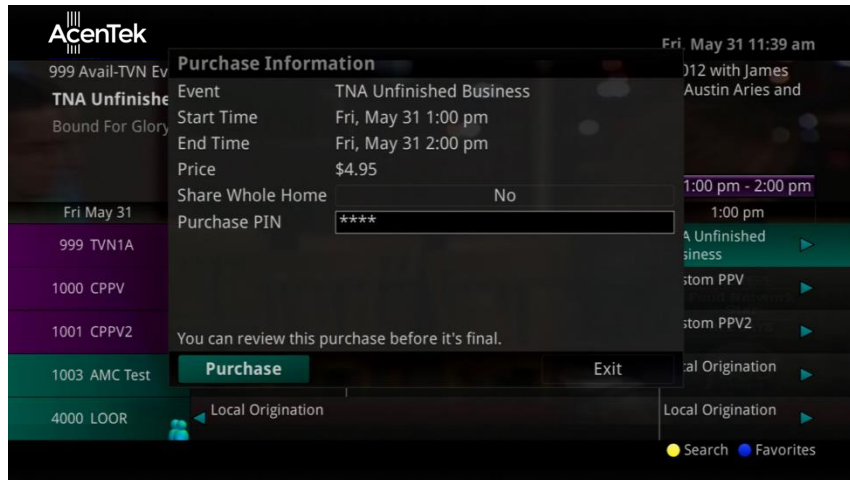 AcenTek
Fri, May 31 11:39 am
999 Avail-TVN Ev
012 with James
TNA Unfinishe
Austin Aries and
Bound For Glory
Purchase Information
Event TNA Unfinished Business
Start Time Fri, May 31 1:00 pm
End Time Fri, May 31 2:00 pm
Price $4.95
Share Whole Home No
Purchase PIN ****
You can review this purchase before it's final.
Purchase Exit
1:00 pm - 2:00 pm
Fri May 31 1:00 pm
999 TVN1A
A Unfinished
siness
1000 CPPV
stom PPV
1001 CPPV2
stom PPV2
1003 AMC Test
cal Origination
4000 LOOR
Local Origination
Local Origination
Search Favorites